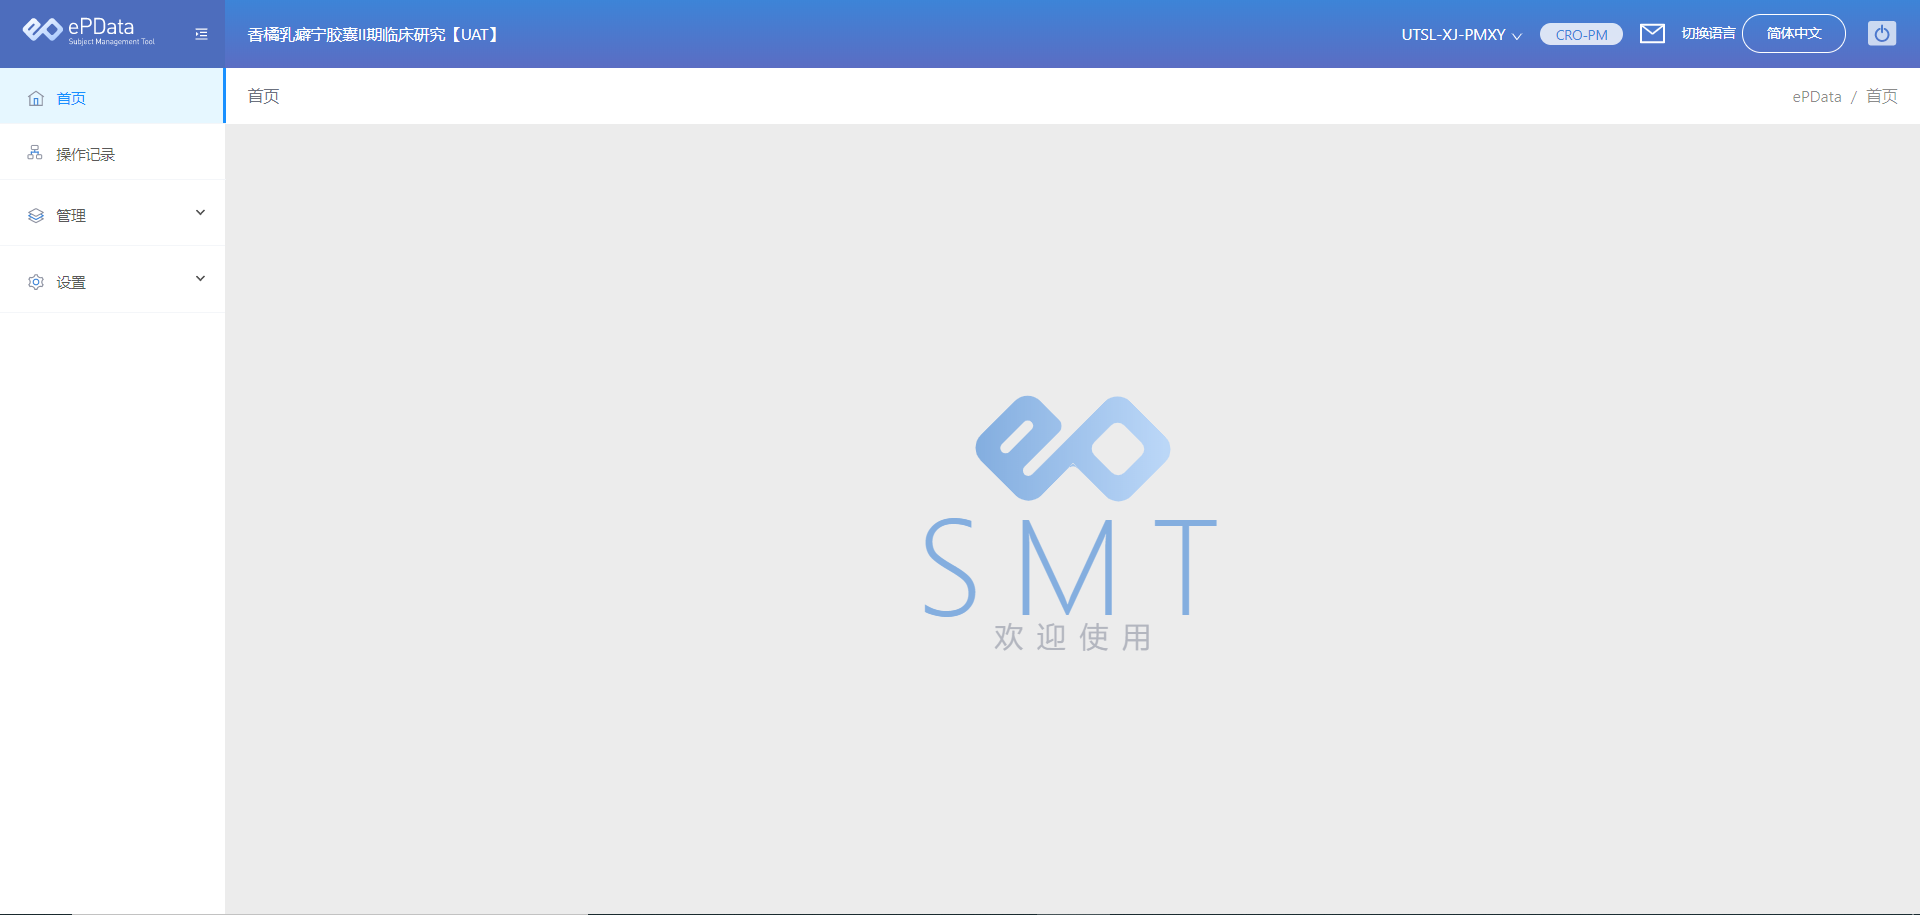 ePData
Subject Management Tool
香橘乳癖宁胶囊II期临床研究【UAT】
UTSL-XJ-PMXY
CRO-PM
切换语言
简体中文
首页
操作记录
管理
设置
首页
ePData / 首页
SMT
欢迎使用